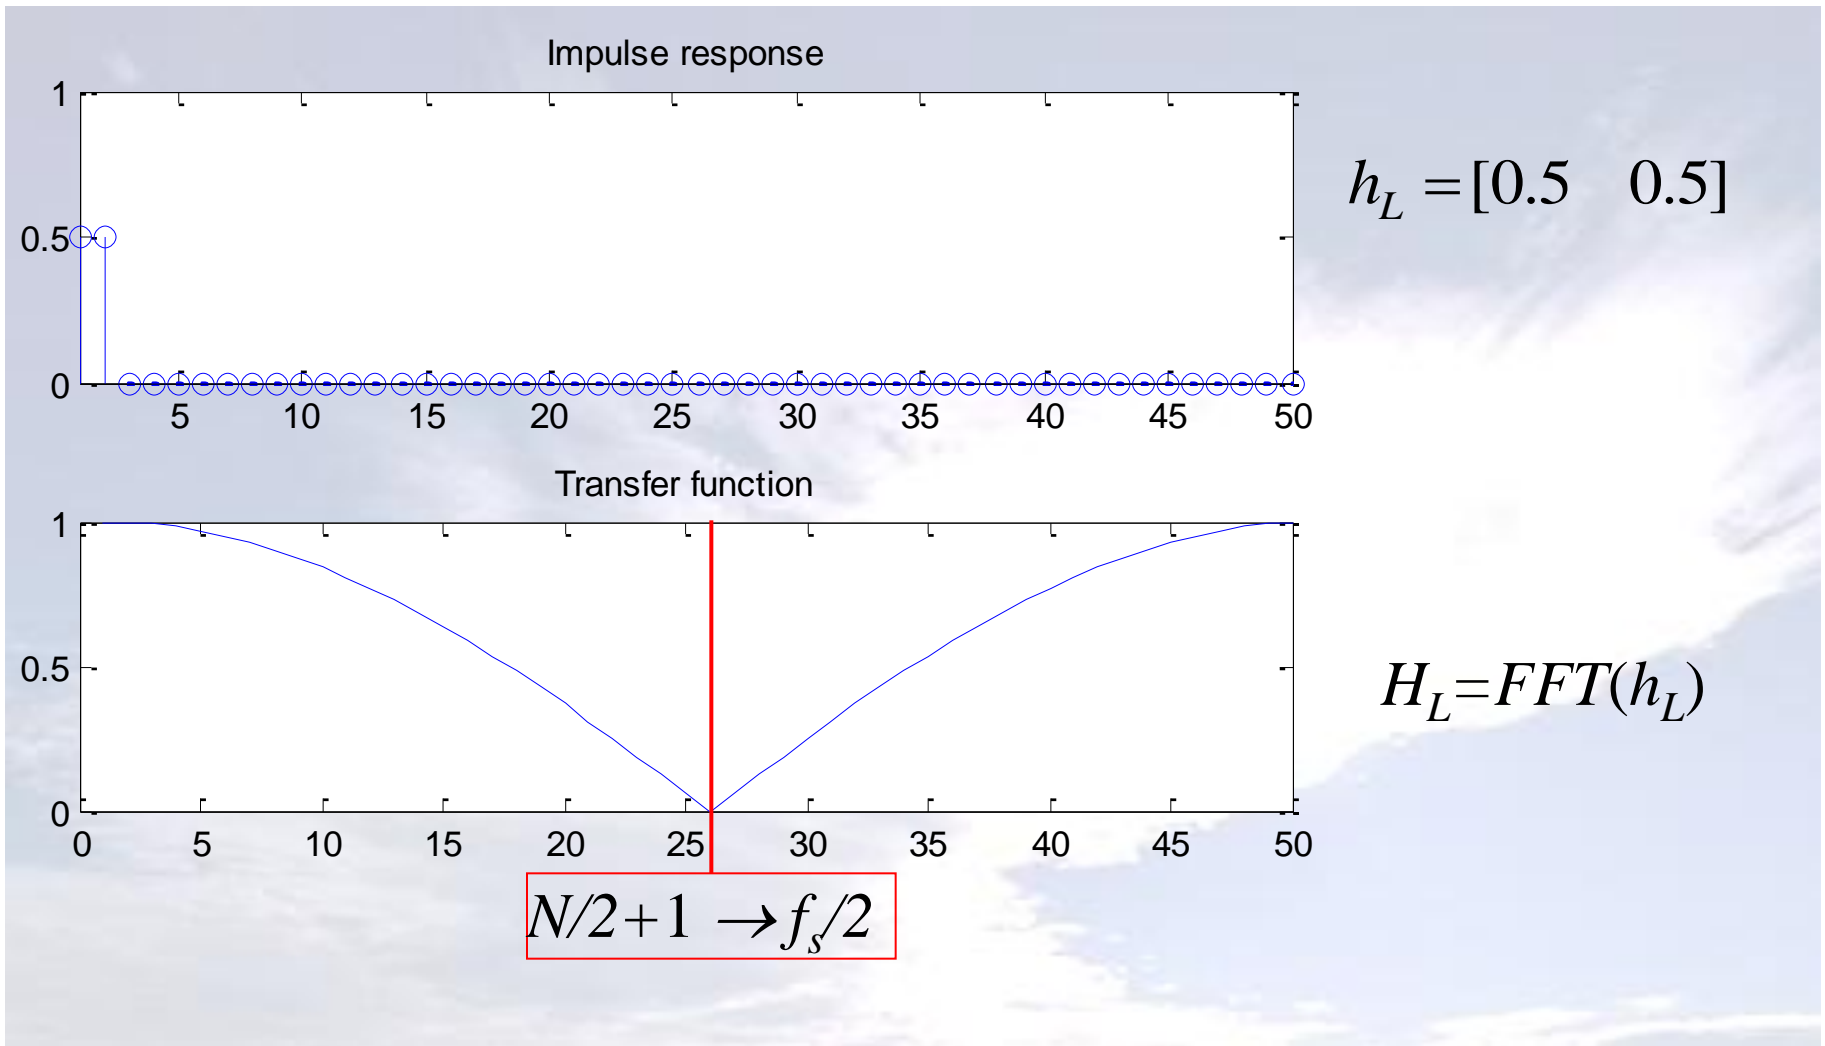 Impulse response
1
0.5
0
5 10 15 20 25 30 35 40 45 50
h_L = [0.5 0.5]
Transfer function
1
0.5
0
0 5 10 15 20 25 30 35 40 45 50
H_L=FFT(h_L)
N/2+1 → f_s/2